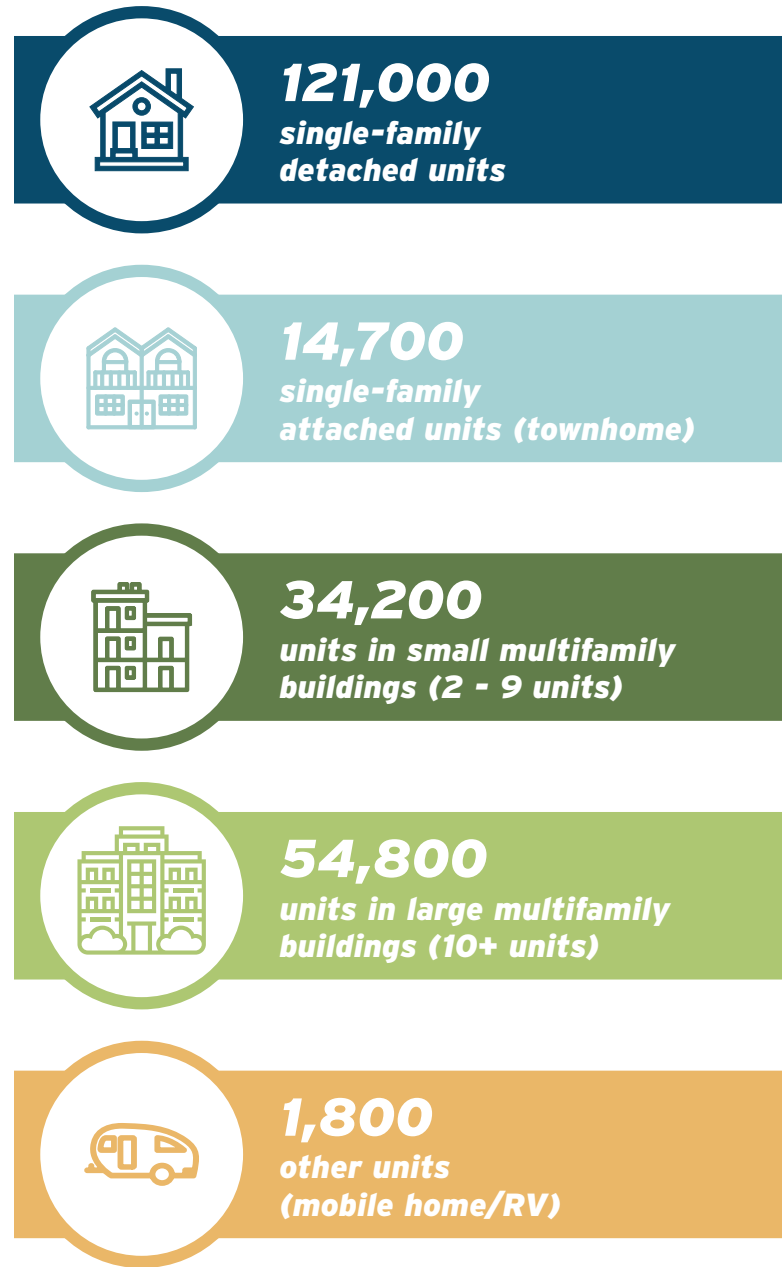 121,000
single-family
detached units
14,700
single-family
attached units (townhome)
34,200
units in small multifamily
buildings (2 - 9 units)
54,800
units in large multifamily
buildings (10+ units)
1,800
other units
(mobile home/RV)